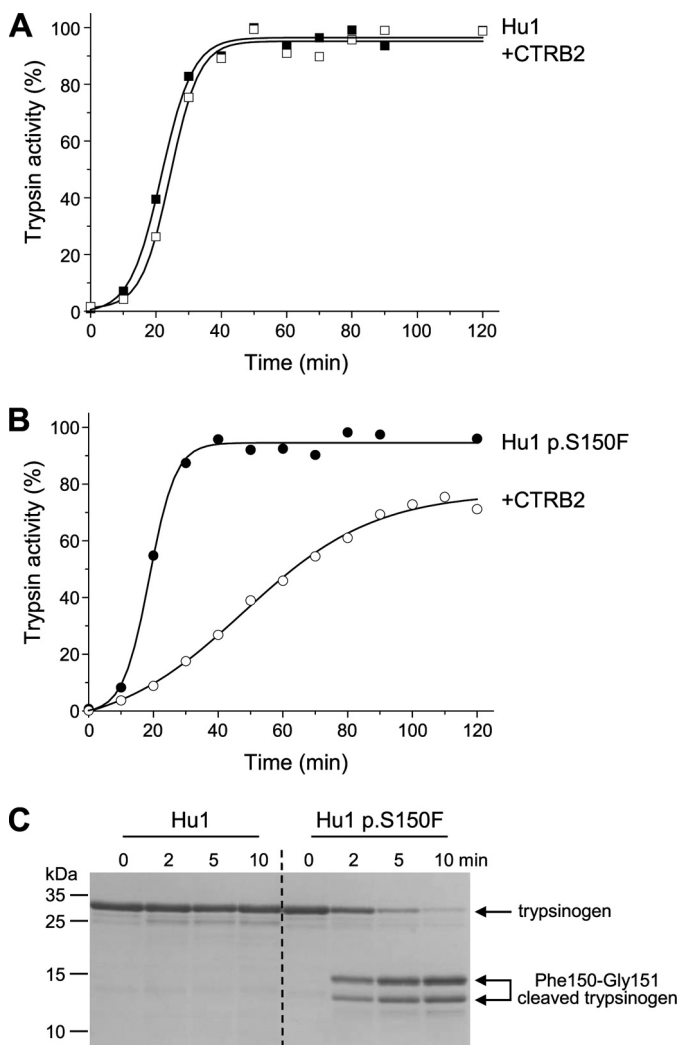 A
Trypsin activity (%)
100
80
60
40
20
0
0 20 40 60 80 100 120
Time (min)
Hu1
+CTRB2
B
Trypsin activity (%)
100
80
60
40
20
0
0 20 40 60 80 100 120
Time (min)
Hu1 p.S150F
+CTRB2
C
Hu1 Hu1 p.S150F
0 2 5 10 0 2 5 10 min
kDa
35
25
15
10
trypsinogen
Phe150-Gly151
cleaved trypsinogen